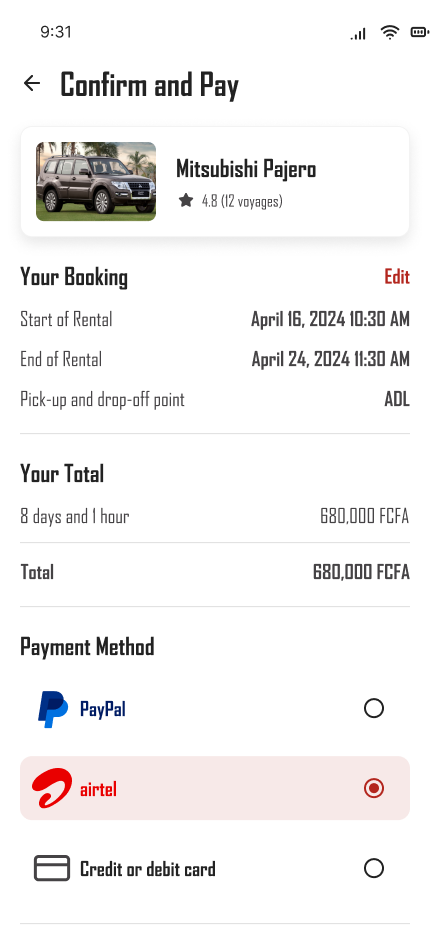 9:31
Confirm and Pay
Mitsubishi Pajero
4.8 (12 voyages)
Your Booking Edit
Start of Rental April 16, 2024 10:30 AM
End of Rental April 24, 2024 11:30 AM
Pick-up and drop-off point ADL
Your Total
8 days and 1 hour 680,000 FCFA
Total 680,000 FCFA
Payment Method
PayPal
airtel
Credit or debit card